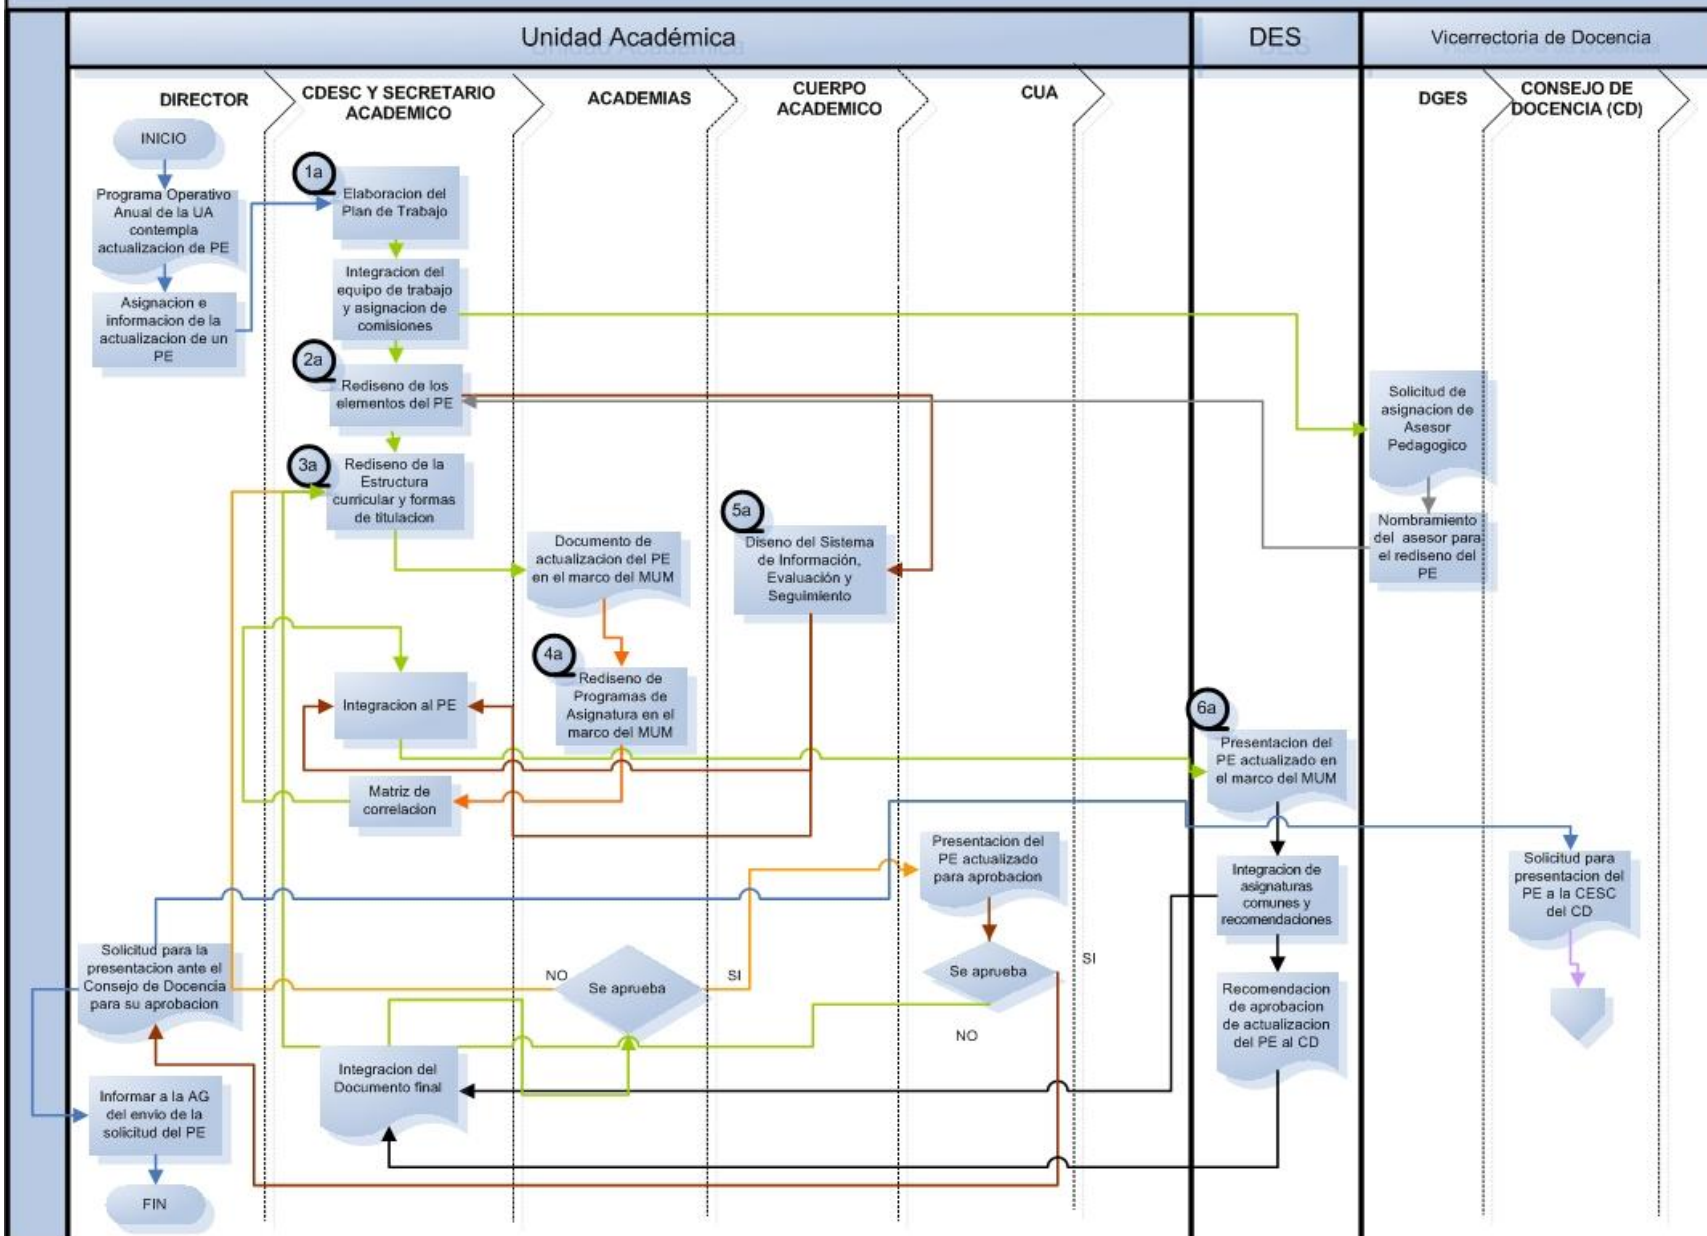 Unidad Académica
DES
Vicerrectoria de Docencia
DIRECTOR
CDESC Y SECRETARIO
ACADEMICO
ACADEMIAS
CUERPO
ACADEMICO
CUA
DGES
CONSEJO DE
DOCENCIA (CD)
INICIO
Programa Operativo
Anual de la UA
contempla
actualizacion de PE
Asignacion e
informacion de la
actualizacion de un
PE
1a
Elaboracion del
Plan de Trabajo
Integracion del
equipo de trabajo
y asignacion de
comisiones
2a
Rediseno de los
elementos del PE
3a
Rediseno de la
Estructura
curricular y formas
de titulacion
Solicitud de
asignacion de
Asesor
Pedagogico
Nombramiento
del asesor para
el rediseno del
PE
Documento de
actualizacion del PE
en el marco del MUM
5a
Diseno del Sistema
de Información,
Evaluación y
Seguimiento
4a
Rediseno de
Programas de
Asignatura en el
marco del MUM
Integracion al PE
Matriz de
correlacion
6a
Presentacion del
PE actualizado en
el marco del MUM
Presentacion del
PE actualizado
para aprobacion
Integracion de
asignaturas
comunes y
recomendaciones
Solicitud para
presentacion del
PE a la CESC
del CD
Solicitud para la
presentacion ante el
Consejo de Docencia
para su aprobacion
NO
Se aprueba
SI
Se aprueba
SI
NO
Recomendacion
de aprobacion
de actualizacion
del PE al CD
Integracion del
Documento final
Informar a la AG
del envio de la
solicitud del PE
FIN